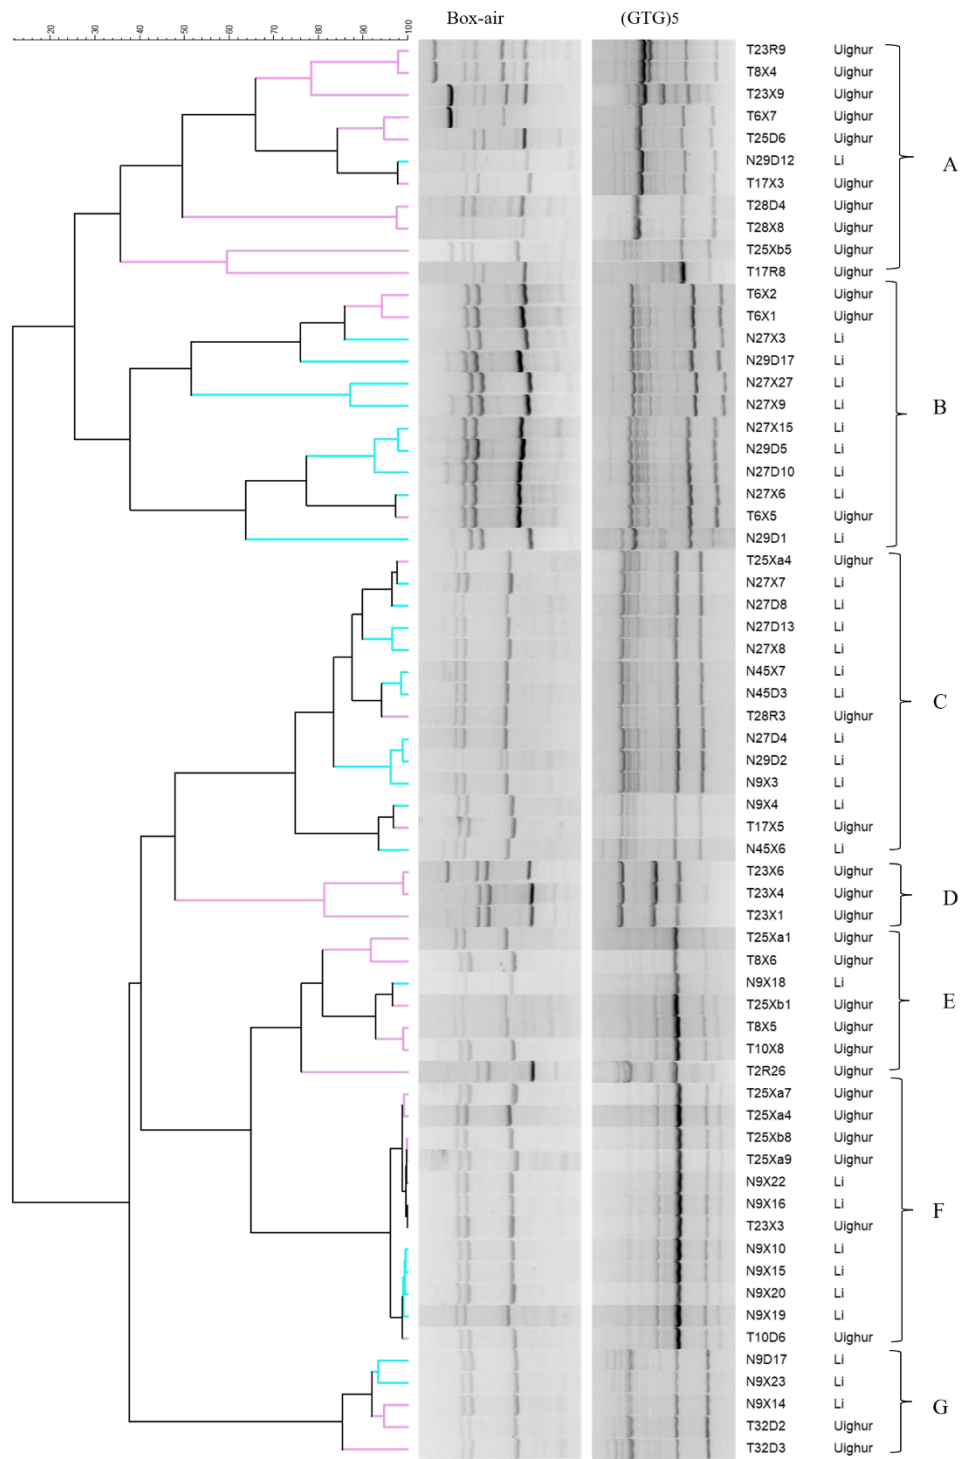 Box-air (GTG)5
20 30 40 50 60 70 80 90 100
T23R9 Uighur
T8X4 Uighur
T23X9 Uighur
T6X7 Uighur
T25D6 Uighur
N29D12 Li
A
T17X3 Uighur
T28D4 Uighur
T28X8 Uighur
T25Xb5 Uighur
T17R8 Uighur
T6X2 Uighur
T6X1 Uighur
N27X3 Li
N29D17 Li
N27X27 Li
N27X9 Li
B
N27X15 Li
N29D5 Li
N27D10 Li
N27X6 Li
T6X5 Uighur
N29D1 Li
T25Xa4 Uighur
N27X7 Li
N27D8 Li
N27D13 Li
N27X8 Li
N45X7 Li
N45D3 Li
C
T28R3 Uighur
N27D4 Li
N29D2 Li
N9X3 Li
N9X4 Li
T17X5 Uighur
N45X6 Li
T23X6 Uighur
T23X4 Uighur
D
T23X1 Uighur
T25Xa1 Uighur
T8X6 Uighur
N9X18 Li
E
T25Xb1 Uighur
T8X5 Uighur
T10X8 Uighur
T2R26 Uighur
T25Xa7 Uighur
T25Xa4 Uighur
T25Xb8 Uighur
T25Xa9 Uighur
N9X22 Li
N9X16 Li
F
T23X3 Uighur
N9X10 Li
N9X15 Li
N9X20 Li
N9X19 Li
T10D6 Uighur
N9D17 Li
N9X23 Li
N9X14 Li
G
T32D2 Uighur
T32D3 Uighur